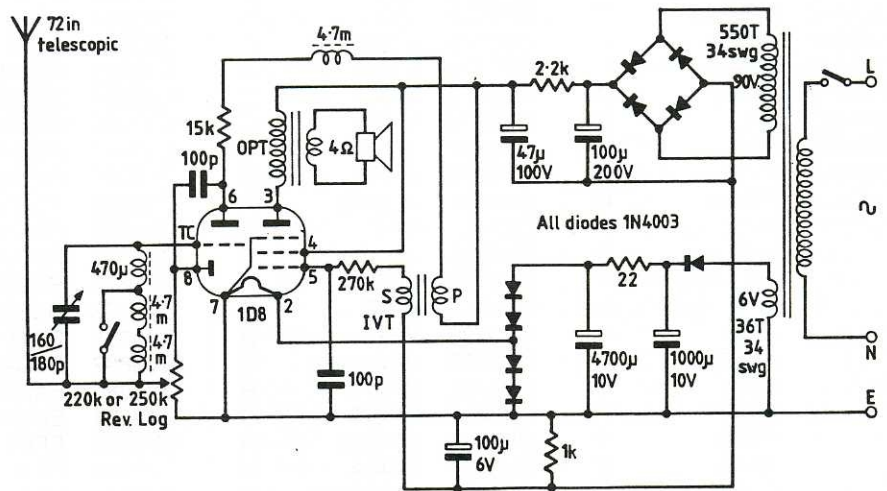 72in
telescopic
4·7m
15k
100p
OPT
4Ω
6
3
TC
8
4
5
7
2
1D8
470µ
4·7
m
4·7
m
160
180p
220k or 250k
Rev. Log
270k
S
P
IVT
100p
2·2k
47µ
100V
100µ
200V
550T
34swg
90V
L
All diodes 1N4003
22
4700µ
10V
1000µ
10V
6V
36T
34
swg
N
E
100µ
6V
1k